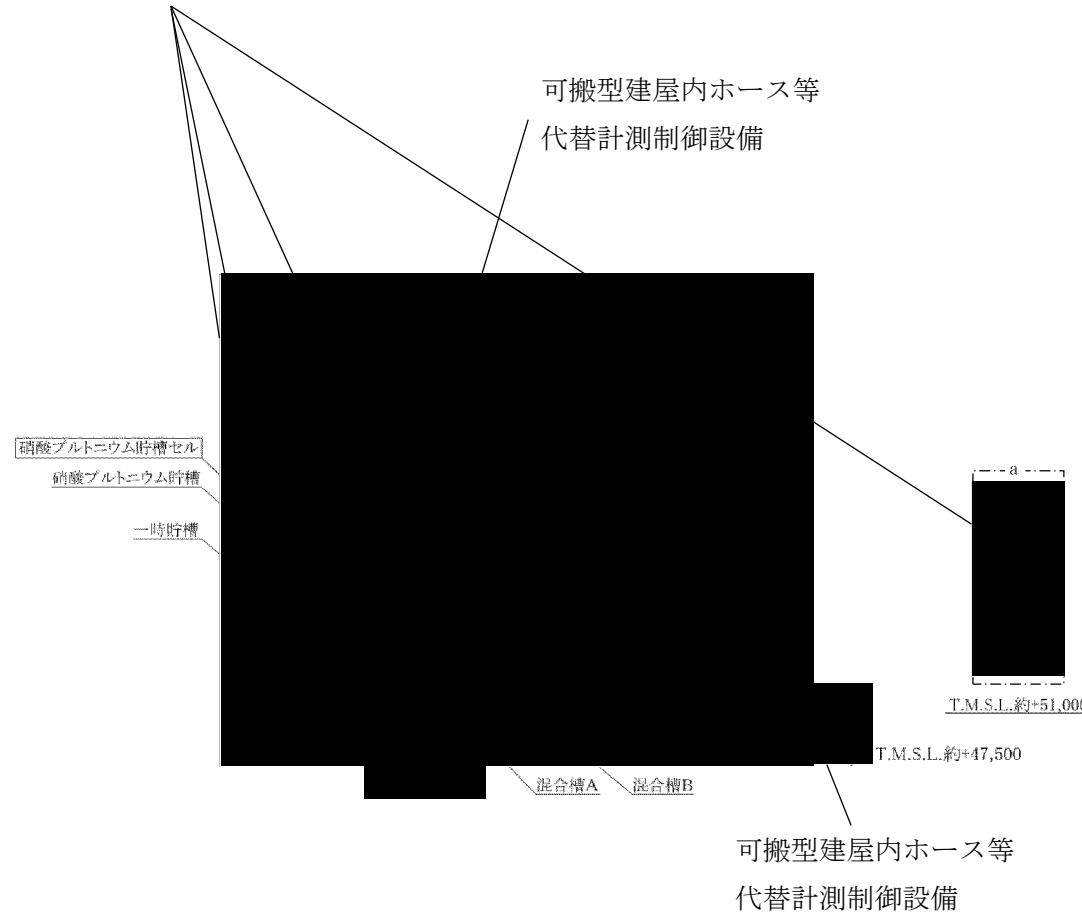 可搬型建屋内ホース等
代替計測制御設備
硝酸プルトニウム貯槽セル
硝酸プルトニウム貯槽
一時貯槽
a
T.M.S.L.約+51,000
T.M.S.L.約+47,500
混合槽A
混合槽B
可搬型建屋内ホース等
代替計測制御設備